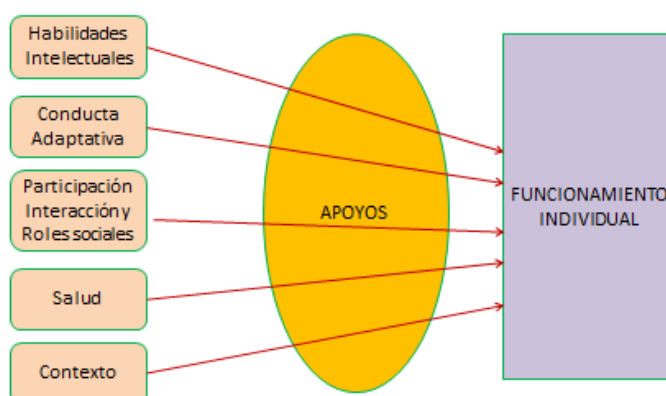 Habilidades
Intelectuales
Conducta
Adaptativa
Participación
Interacción y
Roles sociales
Salud
Contexto
APOYOS
FUNCIONAMIENTO
INDIVIDUAL